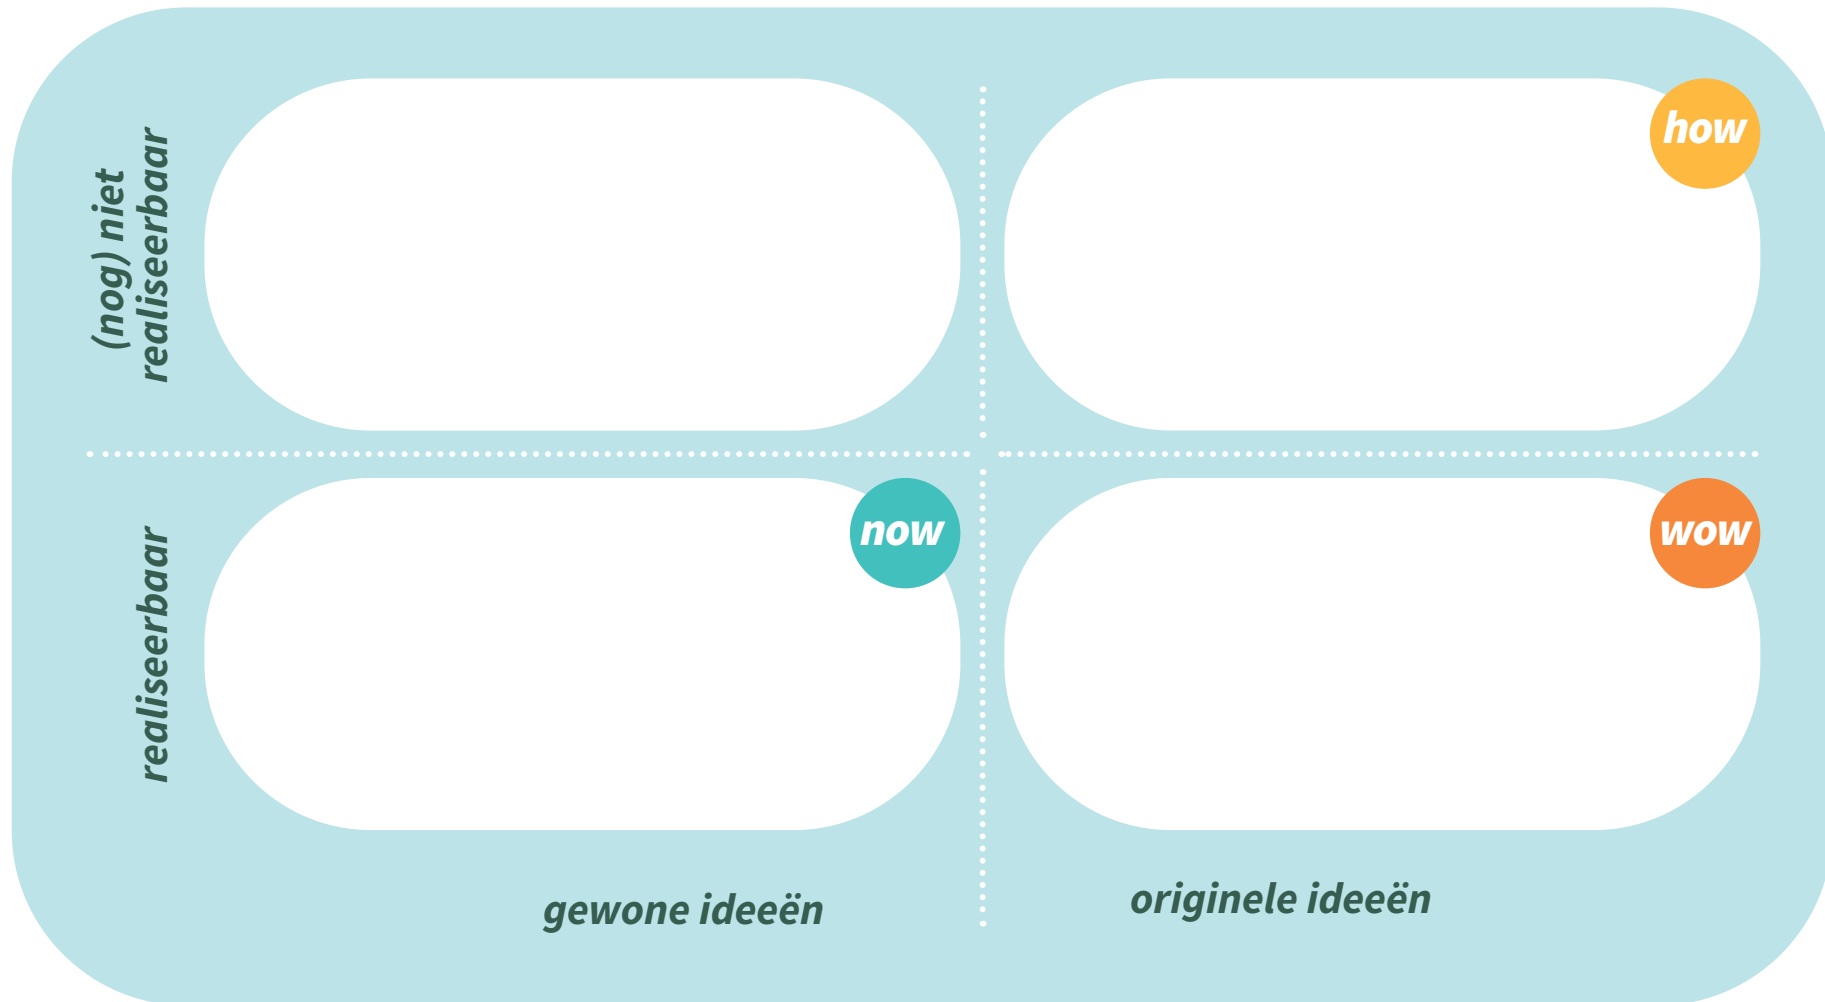 (nog) niet
realiseerbaar
how
realiseerbaar
now
wow
gewone ideeën
originele ideeën